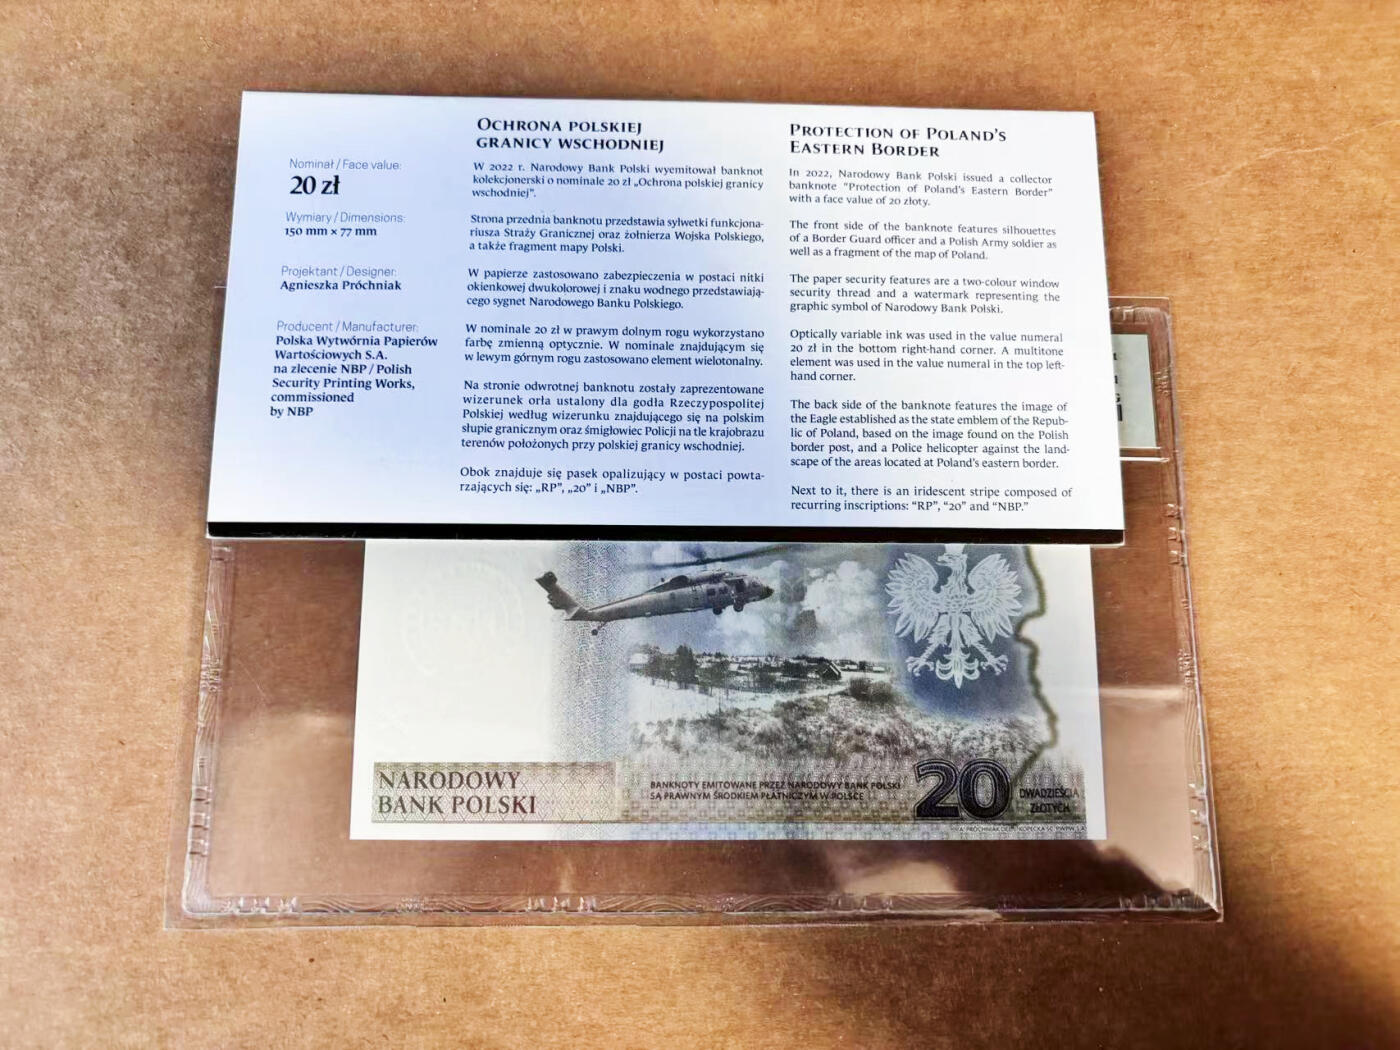 Nominał / Face value:
20 zł
Wymiary / Dimensions:
150 mm × 77 mm
Projektant / Designer:
Agnieszka Próchniak
Producent / Manufacturer:
Polska Wytwórnia Papierów
Wartościowych S.A.
na zlecenie NBP / Polish
Security Printing Works,
commissioned
by NBP
OCHRONA POLSKIEJ
GRANICY WSCHODNIEJ
W 2022 r. Narodowy Bank Polski wyemitował banknot
kolekcjonerski o nominale 20 zł „Ochrona polskiej granicy
wschodniej”.
Strona przednia banknotu przedstawia sylwetki funkcjona-
riusza Straży Granicznej oraz żołnierza Wojska Polskiego,
a także fragment mapy Polski.
W papierze zastosowano zabezpieczenia w postaci nitki
okienkowej dwukolorowej i znaku wodnego przedstawiają-
cego sygnet Narodowego Banku Polskiego.
W nominale 20 zł w prawym dolnym rogu wykorzystano
farbę zmienną optycznie. W nominale znajdującym się
w lewym górnym rogu zastosowano element wielotonalny.
Na stronie odwrotnej banknotu zostały zaprezentowane
wizerunek orła ustalony dla godła Rzeczypospolitej
Polskiej według wizerunku znajdującego się na polskim
słupie granicznym oraz śmigłowiec Policji na tle krajobrazu
terenów położonych przy polskiej granicy wschodniej.
Obok znajduje się pasek opalizujący w postaci powta-
rzających się: „RP”, „20” i „NBP”.
PROTECTION OF POLAND’S
EASTERN BORDER
In 2022, Narodowy Bank Polski issued a collector
banknote “Protection of Poland’s Eastern Border”
with a face value of 20 złoty.
The front side of the banknote features silhouettes
of a Border Guard officer and a Polish Army soldier as
well as a fragment of the map of Poland.
The paper security features are a two-colour window
security thread and a watermark representing the
graphic symbol of Narodowy Bank Polski.
Optically variable ink was used in the value numeral
20 zł in the bottom right-hand corner. A multitone
element was used in the value numeral in the top left-
hand corner.
The back side of the banknote features the image of
the Eagle established as the state emblem of the Repub-
lic of Poland, based on the image found on the Polish
border post, and a Police helicopter against the land-
scape of the areas located at Poland’s eastern border.
Next to it, there is an iridescent stripe composed of
recurring inscriptions: “RP”, “20” and “NBP.”
NARODOWY
BANK POLSKI
BANKNOTY EMITOWANE PRZEZ NARODOWY BANK POLSKI
SĄ PRAWNYM ŚRODKIEM PŁATNICZYM W POLSCE
20
DWADZIEŚCIA
ZŁOTYCH